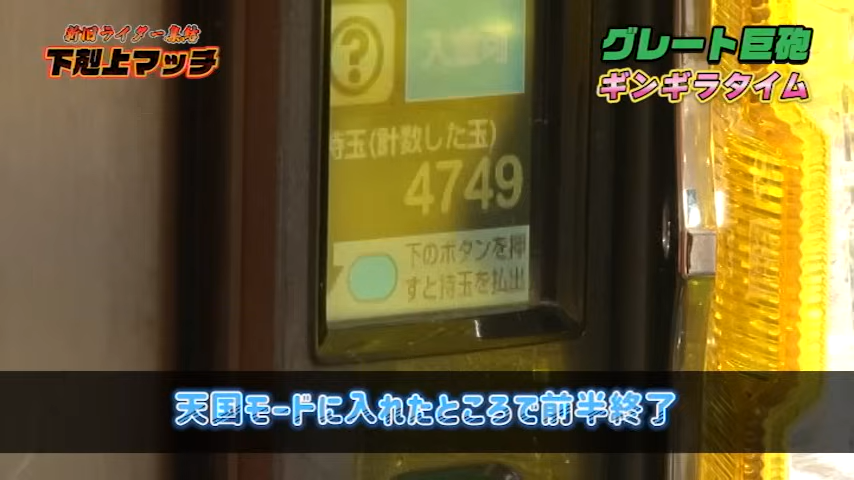 新旧ライダー集結
下剋上マッチ
グレート巨砲
ギンギラタイム
?
持玉(計数した玉)
4749
下のボタンを押
すと持玉を払出
天国モードに入れたところで前半終了